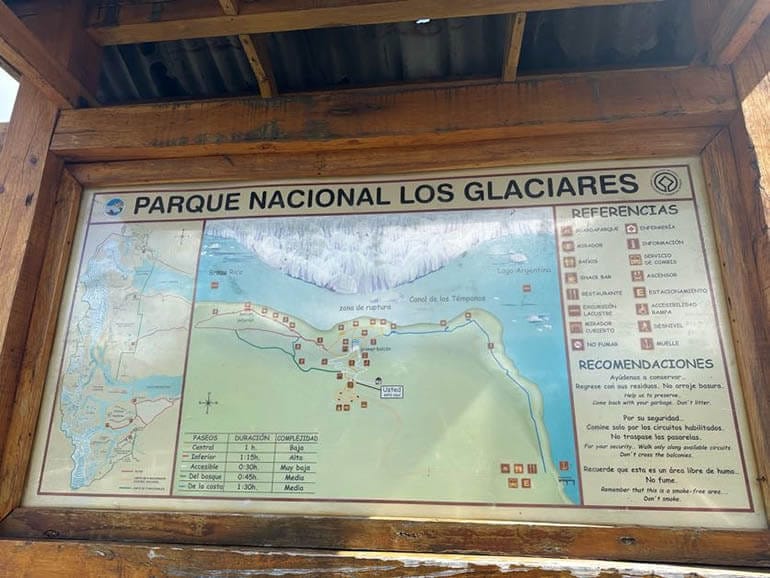 PARQUE NACIONAL LOS GLACIARES
Brazo Rico
Lago Argentino
Canal de los Témpanos
zona de ruptura
Usted
PASEOS DURACIÓN COMPLEJIDAD
Central 1 h. Baja
Inferior 1:15h. Alta
Accesible 0:30h. Muy baja
Del bosque 0:45h. Media
De la costa 1:30h. Media
REFERENCIAS
GUARDAPARQUE
ENFERMERÍA
MIRADOR
INFORMACIÓN
BAÑOS
SERVICIO
DE COMBIS
SNACK BAR
ASCENSOR
RESTAURANTE
ESTACIONAMIENTO
EXCURSIÓN
LACUSTRE
ACCESIBILIDAD
RAMPA
MIRADOR
CUBIERTO
DESNIVEL
NO FUMAR
MUELLE
RECOMENDACIONES
Ayúdenos a conservar...
Regrese con sus residuos. No arroje basura.
Help us to preserve.
Come back with your garbage. Don't litter.
Por su seguridad...
Camine solo por los circuitos habilitados.
No traspase las pasarelas.
For your security... Walk only along available circuits.
Don't cross the balconies.
Recuerde que esta es un área libre de humo...
No fume.
Remember that this is a smoke-free area...
Don't smoke.